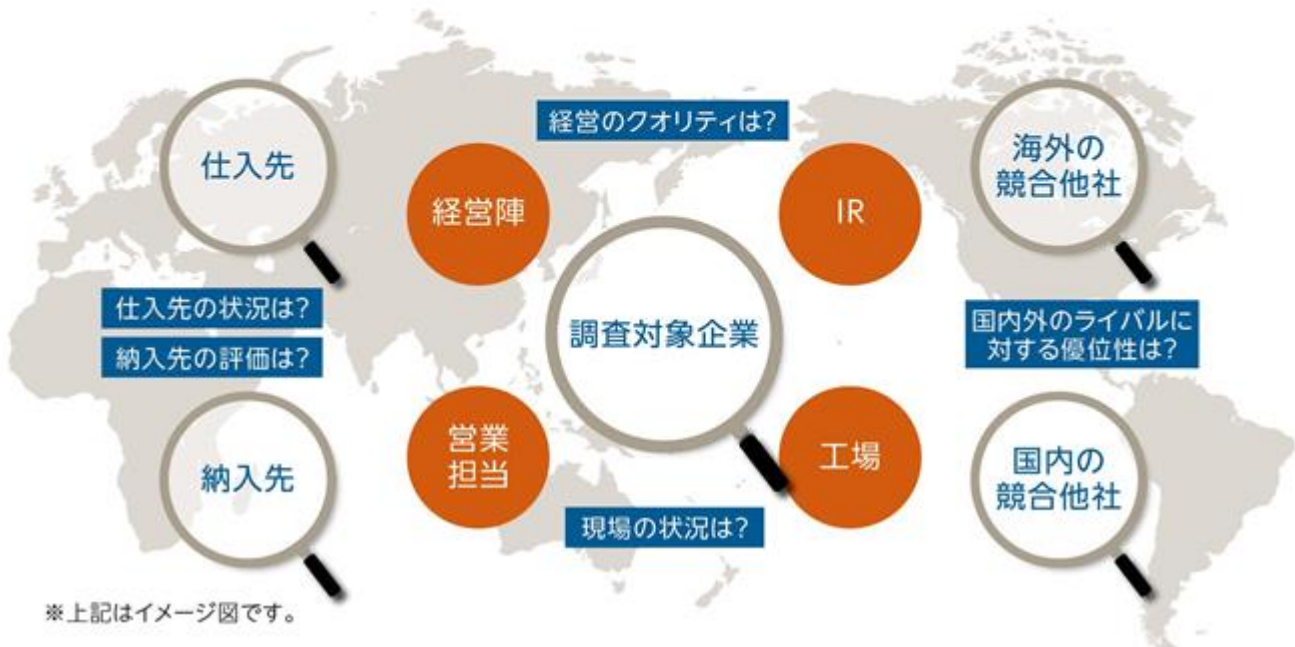 経営のクオリティは?
仕入先
経営陣
IR
海外の
競合他社
仕入先の状況は?
納入先の評価は?
調査対象企業
国内外のライバルに
対する優位性は?
納入先
営業
担当
工場
国内の
競合他社
現場の状況は?
※上記はイメージ図です。